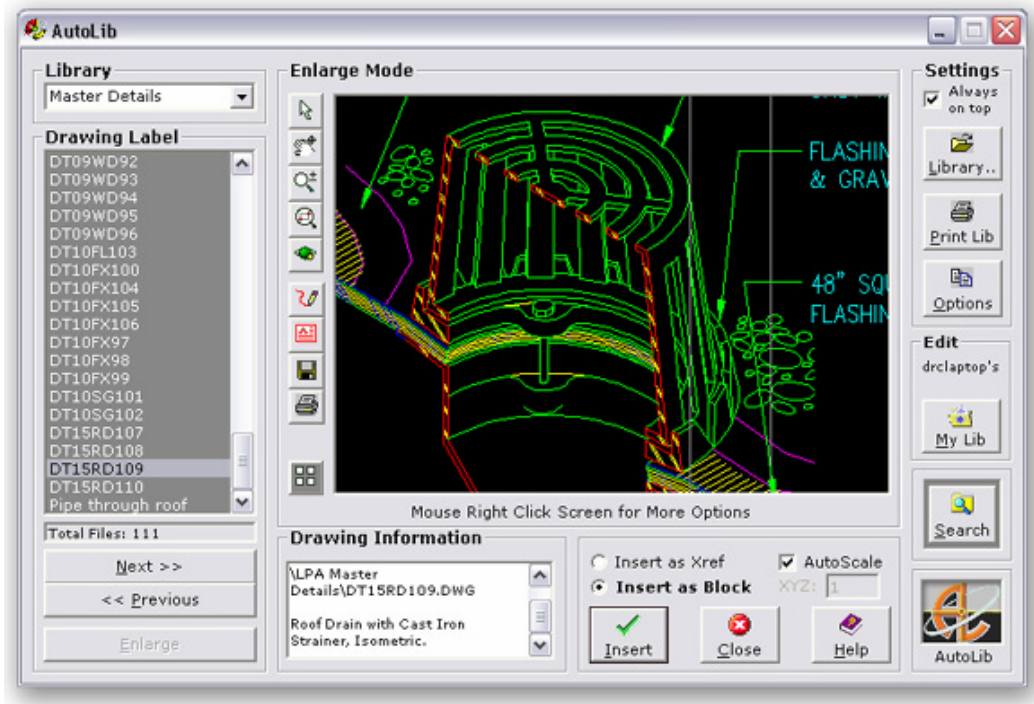 AutoLib
Library
Master Details
Drawing Label
DT09WD92
DT09WD93
DT09WD94
DT09WD95
DT09WD96
DT10FL103
DT10FX100
DT10FX104
DT10FX105
DT10FX106
DT10FX97
DT10FX98
DT10FX99
DT10SG101
DT10SG102
DT15RD107
DT15RD108
DT15RD109
DT15RD110
Pipe through roof
Total Files: 111
Next >>
<< Previous
Enlarge
Enlarge Mode
FLASHIN
& GRAV
48" SQU
FLASHIN
Mouse Right Click Screen for More Options
Drawing Information
\LPA Master
Details\DT15RD109.DWG
Roof Drain with Cast Iron
Strainer, Isometric.
Insert as Xref
AutoScale
Insert as Block
XYZ: 1
Insert
Close
Help
Settings
Always
on top
Library..
Print Lib
Options
Edit
drclaptop's
My Lib
Search
AutoLib